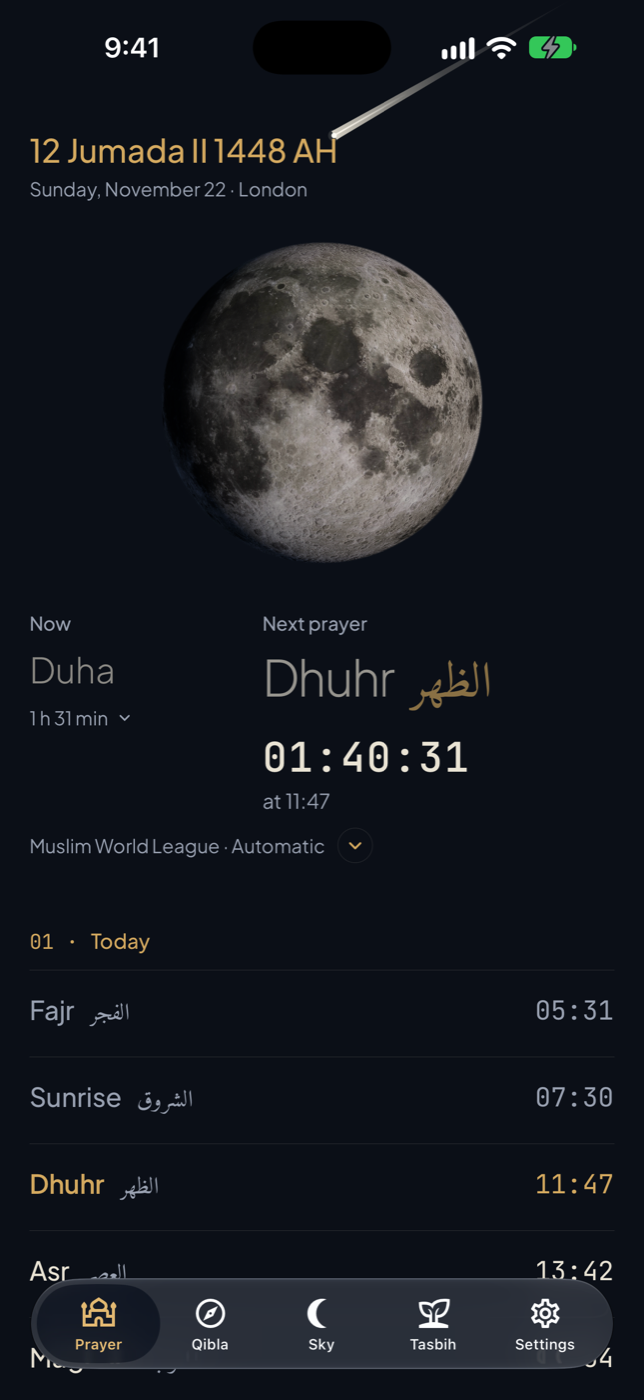 9:41
12 Jumada II 1448 AH
Sunday, November 22 · London
Now
Duha
1 h 31 min
Next prayer
Dhuhr الظهر
01:40:31
at 11:47
Muslim World League · Automatic
01 · Today
Fajr الفجر 05:31
Sunrise الشروق 07:30
Dhuhr الظهر 11:47
Asr العصر 13:42
Prayer
Qibla
Sky
Tasbih
Settings